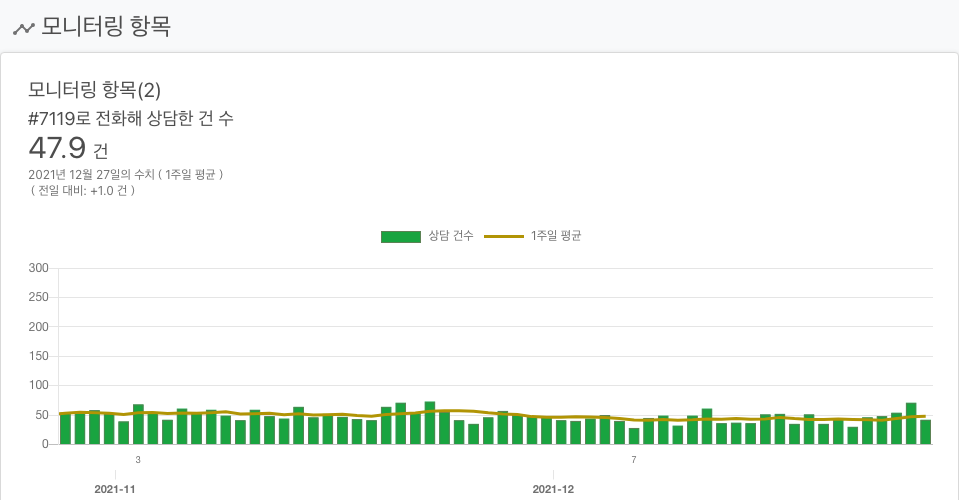 모니터링 항목
모니터링 항목(2)
#7119로 전화해 상담한 건 수
47.9 건
2021년 12월 27일의 수치 ( 1주일 평균 )
( 전일 대비: +1.0 건 )
상담 건수 1주일 평균
300
250
200
150
100
50
0
3 7
2021-11 2021-12